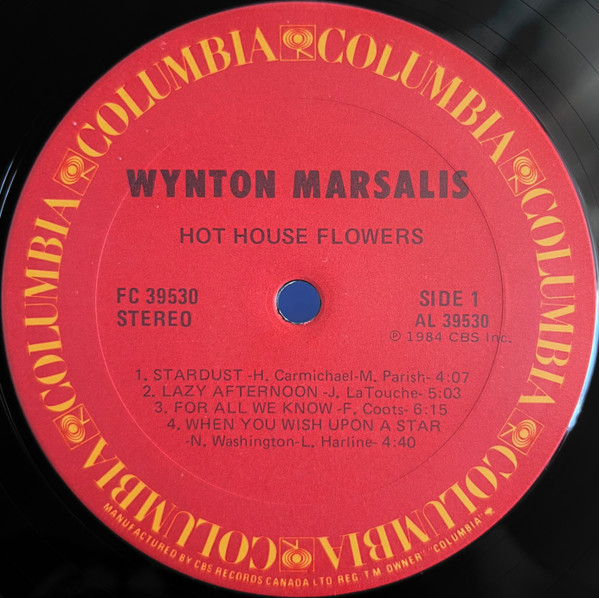 COLUMBIA COLUMBIA COLUMBIA COLUMBIA COLUMBIA COLUMBIA COLUMBIA COLUMBIA
WYNTON MARSALIS
HOT HOUSE FLOWERS
FC 39530 SIDE 1
STEREO AL 39530
℗ 1984 CBS Inc.
1. STARDUST -H. Carmichael-M. Parish- 4:07
2. LAZY AFTERNOON -J. LaTouche- 5:03
3. FOR ALL WE KNOW -F. Coots- 6:15
4. WHEN YOU WISH UPON A STAR
-N. Washington-L. Harline- 4:40
MANUFACTURED BY CBS RECORDS CANADA LTD REG T M OWNER "COLUMBIA"